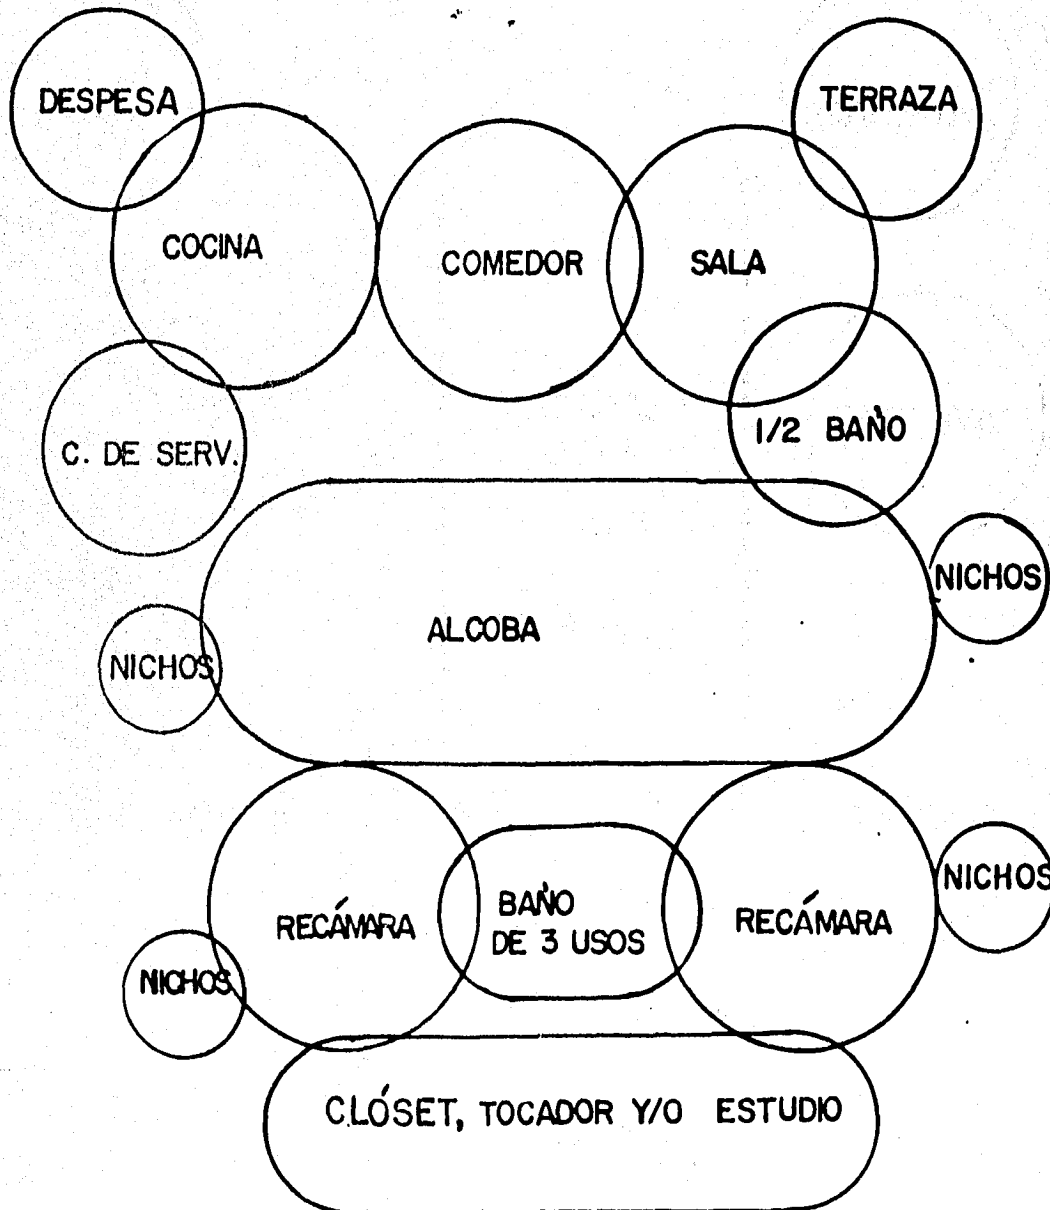 DESPESA
TERRAZA
COCINA
COMEDOR
SALA
C. DE SERV.
1/2 BAÑO
NICHOS
ALCOBA
NICHOS
RECÁMARA
BAÑO
DE 3 USOS
RECÁMARA
NICHOS
NICHOS
CLÓSET, TOCADOR Y/O ESTUDIO